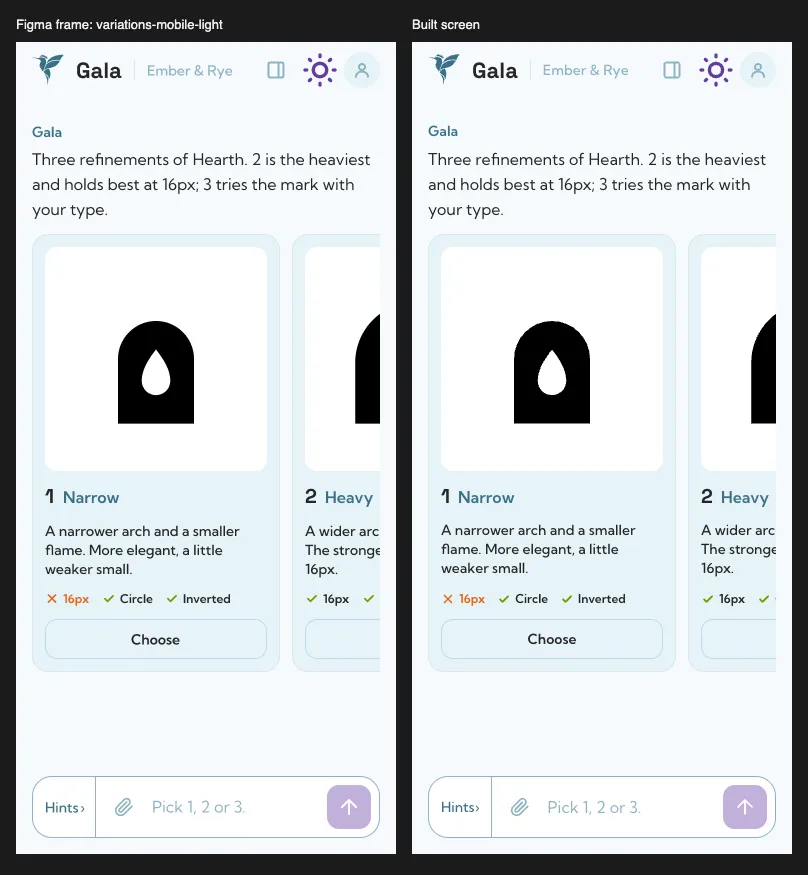 Figma frame: variations-mobile-light
Gala
Ember & Rye
Gala
Three refinements of Hearth. 2 is the heaviest
and holds best at 16px; 3 tries the mark with
your type.
1 Narrow
A narrower arch and a smaller
flame. More elegant, a little
weaker small.
16px Circle Inverted
Choose
2 Heavy
A wider arc
The stronge
16px.
16px
Hints›
Pick 1, 2 or 3.
Built screen
Gala
Ember & Rye
Gala
Three refinements of Hearth. 2 is the heaviest
and holds best at 16px; 3 tries the mark with
your type.
1 Narrow
A narrower arch and a smaller
flame. More elegant, a little
weaker small.
16px Circle Inverted
Choose
2 Heavy
A wider arc
The stronge
16px.
16px
Hints›
Pick 1, 2 or 3.